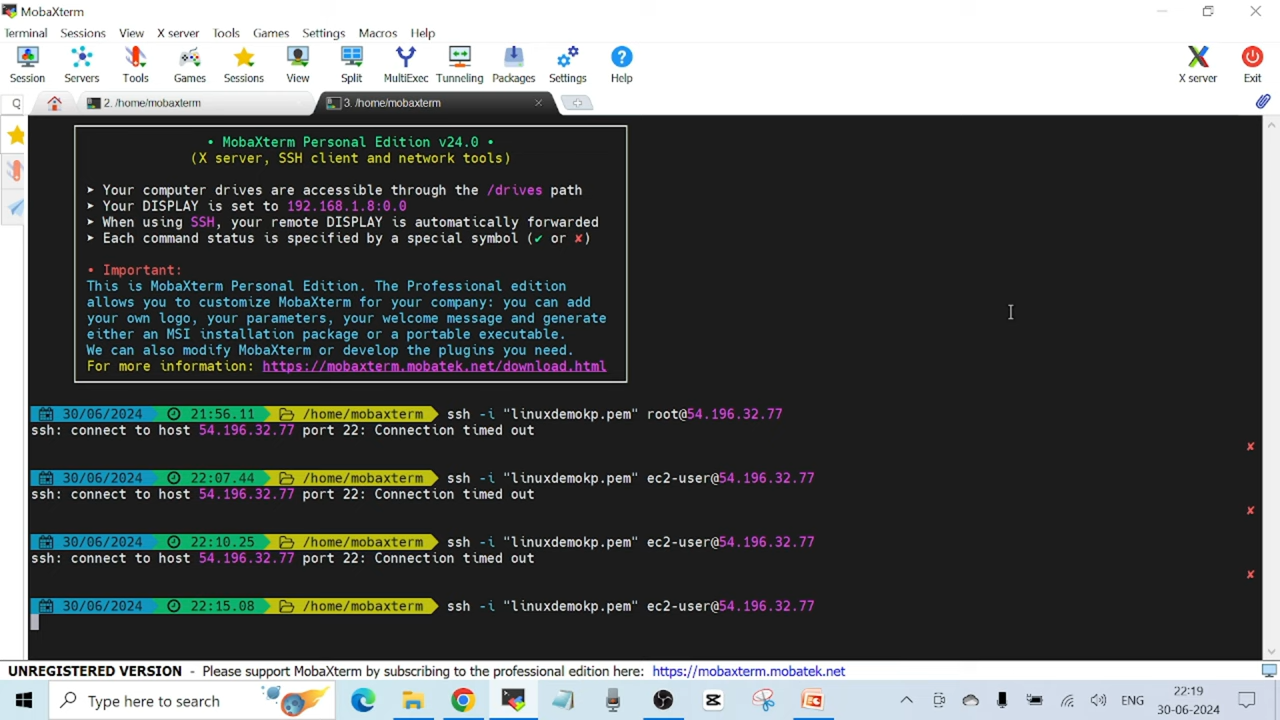 MobaXterm
Terminal Sessions View X server Tools Games Settings Macros Help
Session Servers Tools Games Sessions View Split MultiExec Tunneling Packages Settings Help X server Exit
2. /home/mobaxterm 3. /home/mobaxterm
• MobaXterm Personal Edition v24.0 •
(X server, SSH client and network tools)
➤ Your computer drives are accessible through the /drives path
➤ Your DISPLAY is set to 192.168.1.8:0.0
➤ When using SSH, your remote DISPLAY is automatically forwarded
➤ Each command status is specified by a special symbol (✔ or ✘)
• Important:
This is MobaXterm Personal Edition. The Professional edition
allows you to customize MobaXterm for your company: you can add
your own logo, your parameters, your welcome message and generate
either an MSI installation package or a portable executable.
We can also modify MobaXterm or develop the plugins you need.
For more information: https://mobaxterm.mobatek.net/download.html
30/06/2024 21:56.11 /home/mobaxterm ssh -i "linuxdemokp.pem" root@54.196.32.77
ssh: connect to host 54.196.32.77 port 22: Connection timed out
30/06/2024 22:07.44 /home/mobaxterm ssh -i "linuxdemokp.pem" ec2-user@54.196.32.77
ssh: connect to host 54.196.32.77 port 22: Connection timed out
30/06/2024 22:10.25 /home/mobaxterm ssh -i "linuxdemokp.pem" ec2-user@54.196.32.77
ssh: connect to host 54.196.32.77 port 22: Connection timed out
30/06/2024 22:15.08 /home/mobaxterm ssh -i "linuxdemokp.pem" ec2-user@54.196.32.77
UNREGISTERED VERSION - Please support MobaXterm by subscribing to the professional edition here: https://mobaxterm.mobatek.net
Type here to search ENG 22:19
30-06-2024